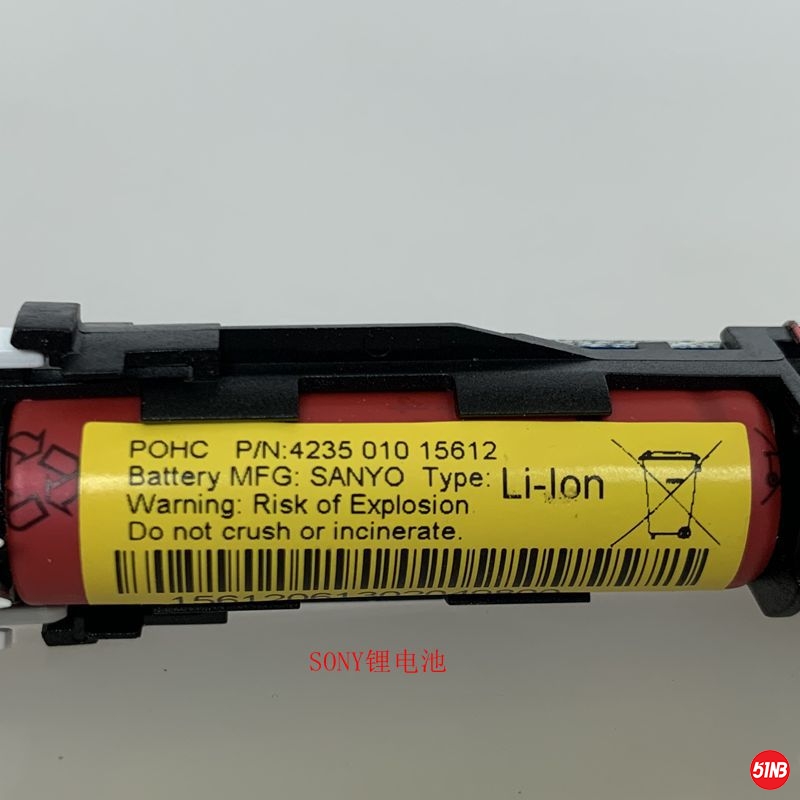 POHC P/N:4235 010 15612
Battery MFG: SANYO Type: Li-Ion
Warning: Risk of Explosion
Do not crush or incinerate.
SONY锂电池
51NB